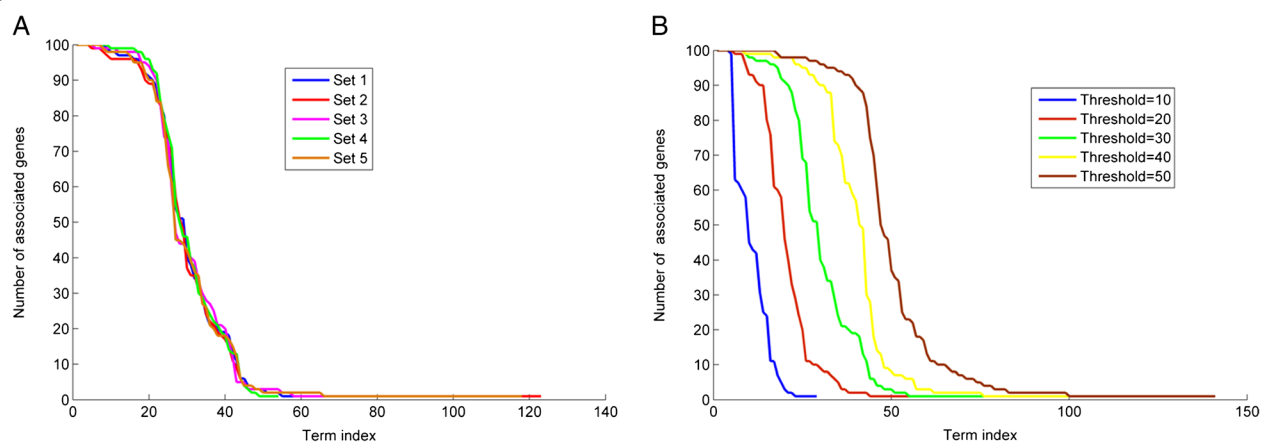 A
Number of associated genes
100
90
80
70
60
50
40
30
20
10
0
0 20 40 60 80 100 120 140
Term index
Set 1
Set 2
Set 3
Set 4
Set 5
B
Number of associated genes
100
90
80
70
60
50
40
30
20
10
0
0 50 100 150
Term index
Threshold=10
Threshold=20
Threshold=30
Threshold=40
Threshold=50